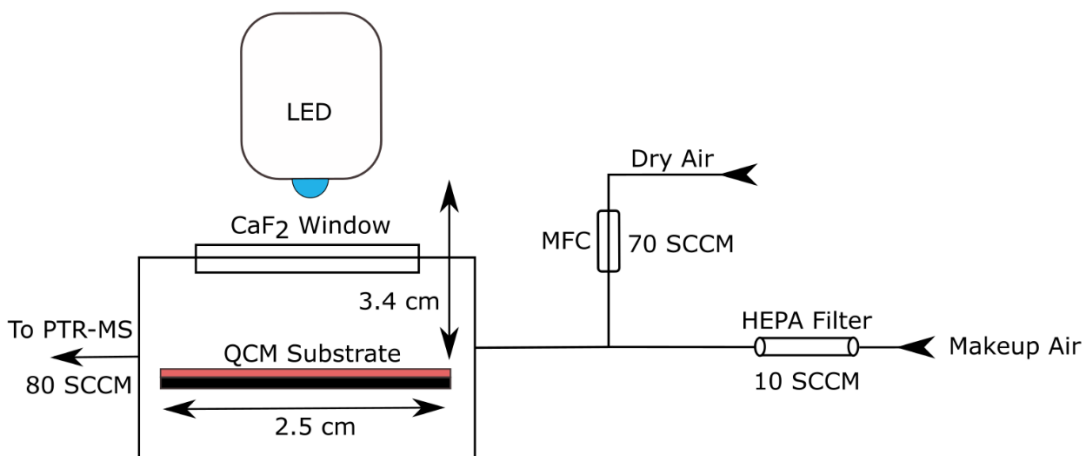 LED
Dry Air
CaF2 Window
MFC
70 SCCM
3.4 cm
To PTR-MS
HEPA Filter
QCM Substrate
Makeup Air
80 SCCM
10 SCCM
2.5 cm